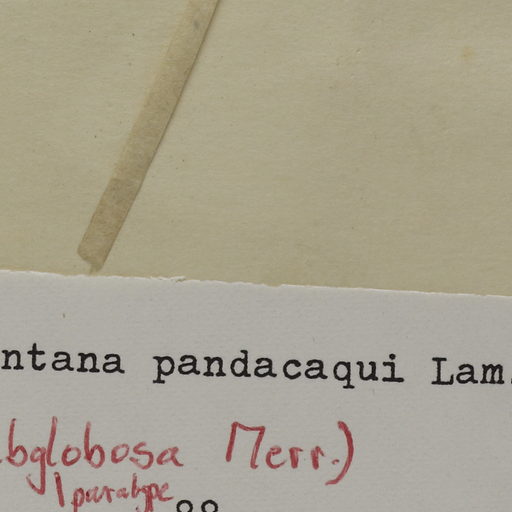 ntana pandacaqui Lam.
bglobosa Merr.)
paratype